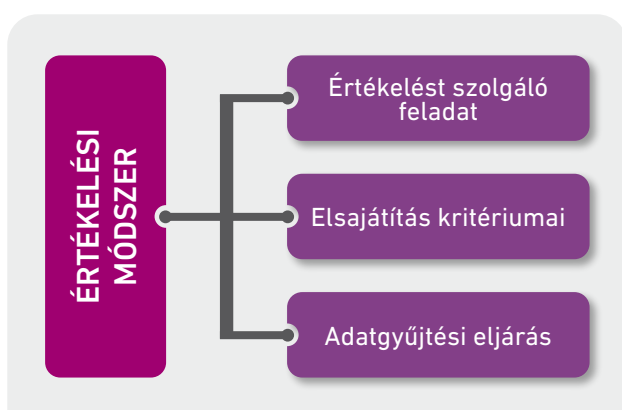 ÉRTÉKELÉSI
MÓDSZER
Értékelést szolgáló
feladat
Elsajátítás kritériumai
Adatgyűjtési eljárás